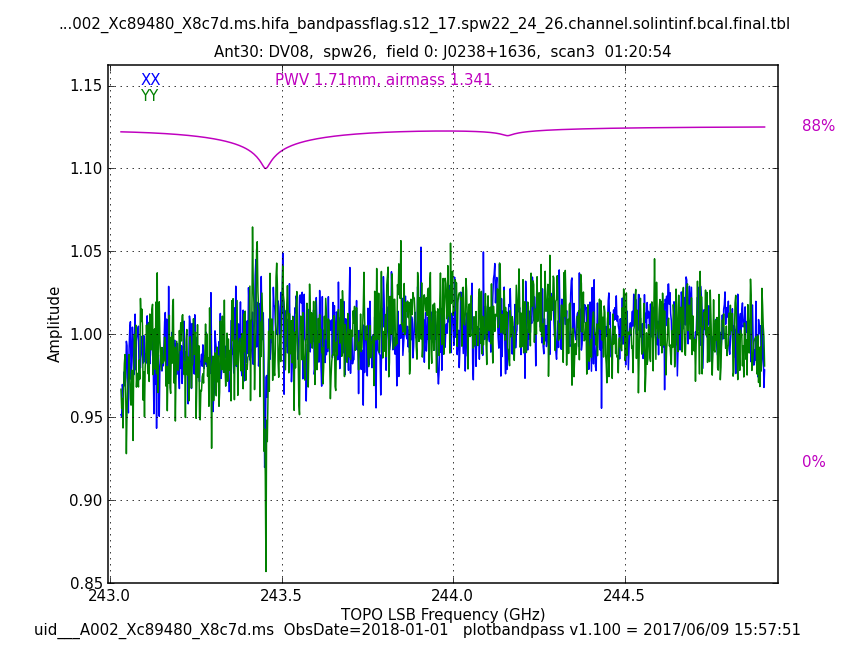 ...002_Xc89480_X8c7d.ms.hifa_bandpassflag.s12_17.spw22_24_26.channel.solintinf.bcal.final.tbl
Ant30: DV08,  spw26,  field 0: J0238+1636,  scan3  01:20:54
XX
PWV 1.71mm, airmass 1.341
YY
88%
0%
1.15
1.10
1.05
1.00
0.95
0.90
0.85
Amplitude
243.0
243.5
244.0
244.5
TOPO LSB Frequency (GHz)
uid___A002_Xc89480_X8c7d.ms  ObsDate=2018-01-01   plotbandpass v1.100 = 2017/06/09 15:57:51